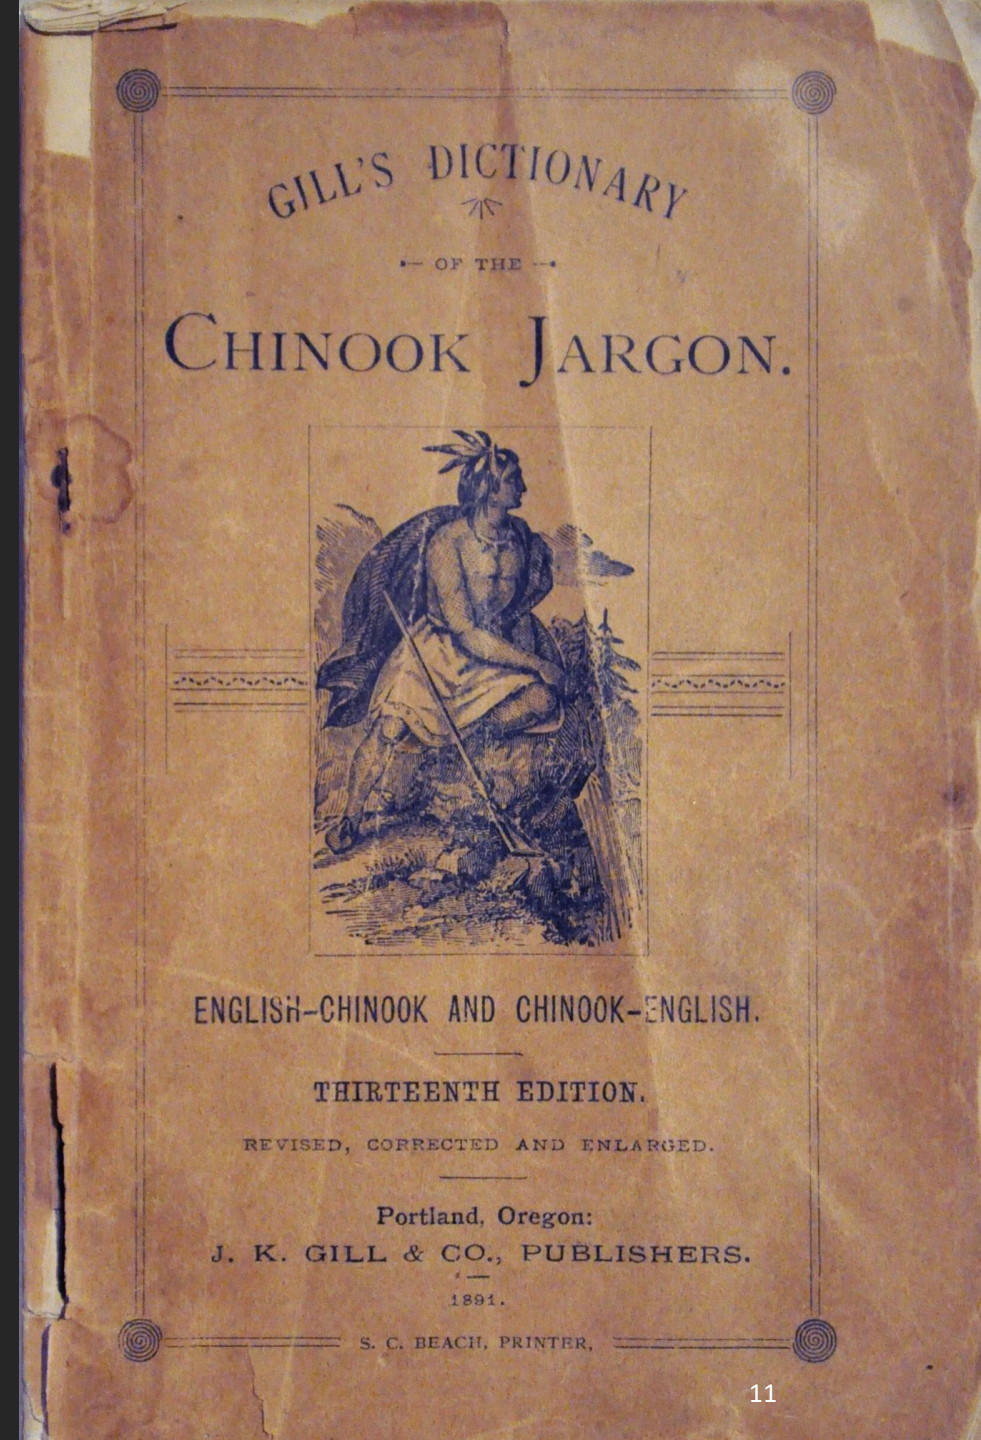 GILL'S DICTIONARY
OF THE
CHINOOK JARGON.
ENGLISH-CHINOOK AND CHINOOK-ENGLISH.
THIRTEENTH EDITION.
REVISED, CORRECTED AND ENLARGED.
Portland, Oregon:
J. K. GILL & CO., PUBLISHERS.
1891.
S. C. BEACH, PRINTER,
11